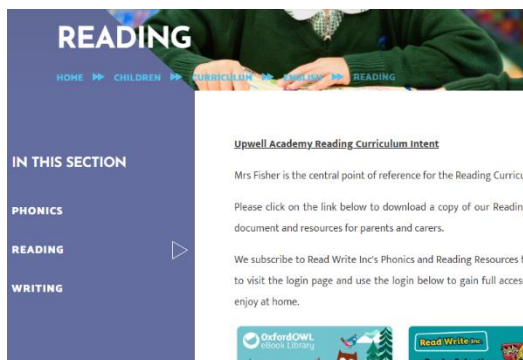 READING
HOME CHILDREN CURRICULUM ENGLISH READING
IN THIS SECTION
PHONICS
READING
WRITING
Upwell Academy Reading Curriculum Intent
Mrs Fisher is the central point of reference for the Reading Curricu
Please click on the link below to download a copy of our Readin
document and resources for parents and carers.
We subscribe to Read Write Inc's Phonics and Reading Resources f
to visit the login page and use the login below to gain full acces
enjoy at home.
OxfordOWL
eBook Library
Read Write Inc.